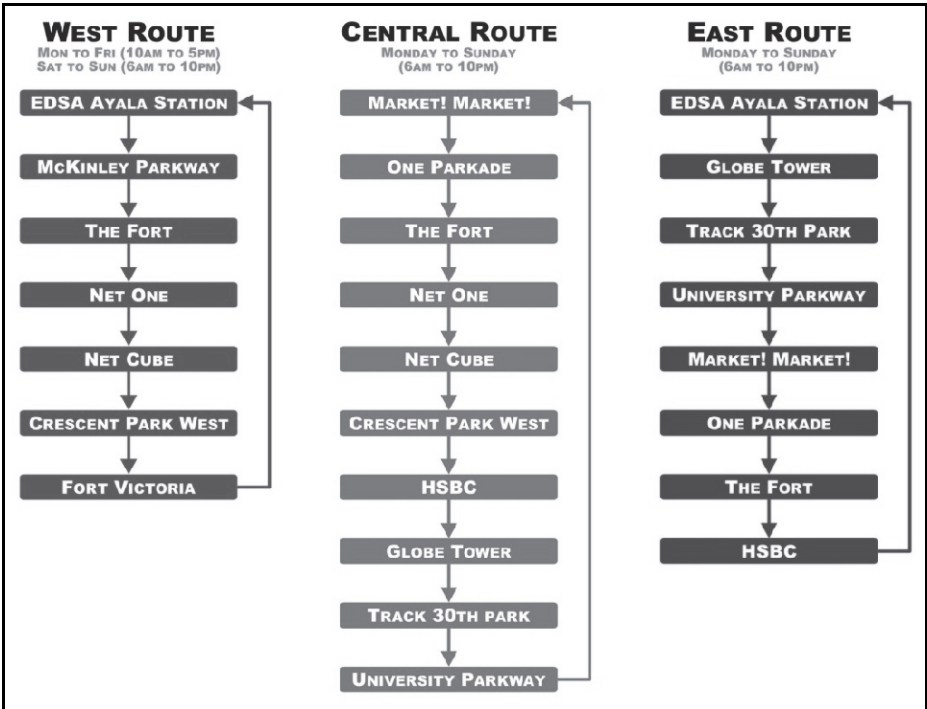 WEST ROUTE
MON TO FRI (10AM TO 5PM)
SAT TO SUN (6AM TO 10PM)
EDSA AYALA STATION
MCKINLEY PARKWAY
THE FORT
NET ONE
NET CUBE
CRESCENT PARK WEST
FORT VICTORIA
CENTRAL ROUTE
MONDAY TO SUNDAY
(6AM TO 10PM)
MARKET! MARKET!
ONE PARKADE
THE FORT
NET ONE
NET CUBE
CRESCENT PARK WEST
HSBC
GLOBE TOWER
TRACK 30TH PARK
UNIVERSITY PARKWAY
EAST ROUTE
MONDAY TO SUNDAY
(6AM TO 10PM)
EDSA AYALA STATION
GLOBE TOWER
TRACK 30TH PARK
UNIVERSITY PARKWAY
MARKET! MARKET!
ONE PARKADE
THE FORT
HSBC